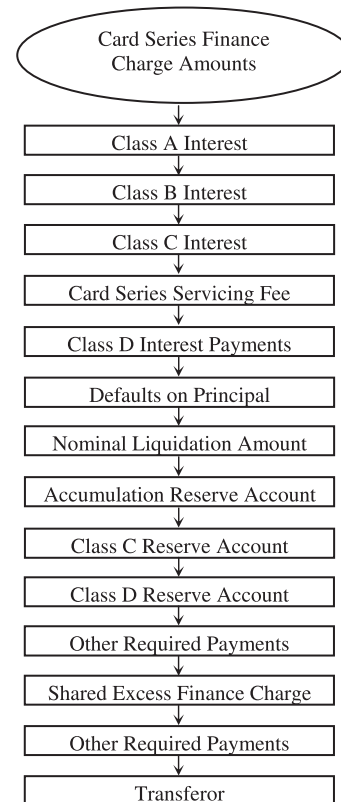 Card Series Finance
Charge Amounts
Class A Interest
Class B Interest
Class C Interest
Card Series Servicing Fee
Class D Interest Payments
Defaults on Principal
Nominal Liquidation Amount
Accumulation Reserve Account
Class C Reserve Account
Class D Reserve Account
Other Required Payments
Shared Excess Finance Charge
Other Required Payments
Transferor